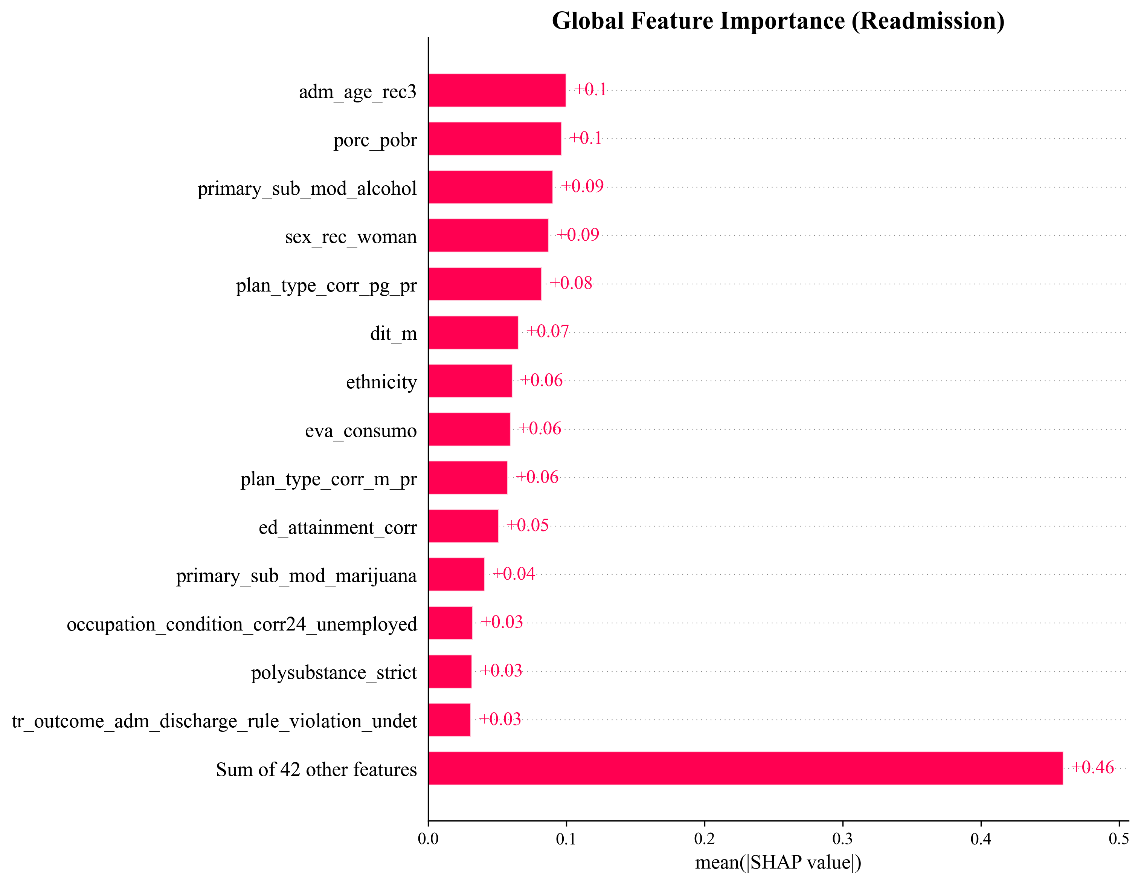 Global Feature Importance (Readmission)
adm_age_rec3 +0.1
porc_pobr +0.1
primary_sub_mod_alcohol +0.09
sex_rec_woman +0.09
plan_type_corr_pg_pr +0.08
dit_m +0.07
ethnicity +0.06
eva_consumo +0.06
plan_type_corr_m_pr +0.06
ed_attainment_corr +0.05
primary_sub_mod_marijuana +0.04
occupation_condition_corr24_unemployed +0.03
polysubstance_strict +0.03
tr_outcome_adm_discharge_rule_violation_undet +0.03
Sum of 42 other features +0.46
0.0 0.1 0.2 0.3 0.4 0.5
mean(|SHAP value|)